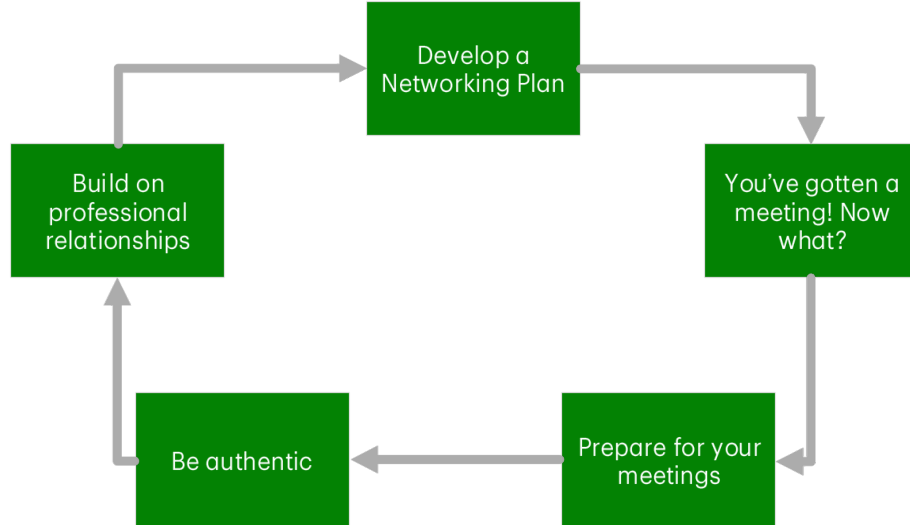 Develop a
Networking Plan
You’ve gotten a
meeting! Now
what?
Prepare for your
meetings
Be authentic
Build on
professional
relationships